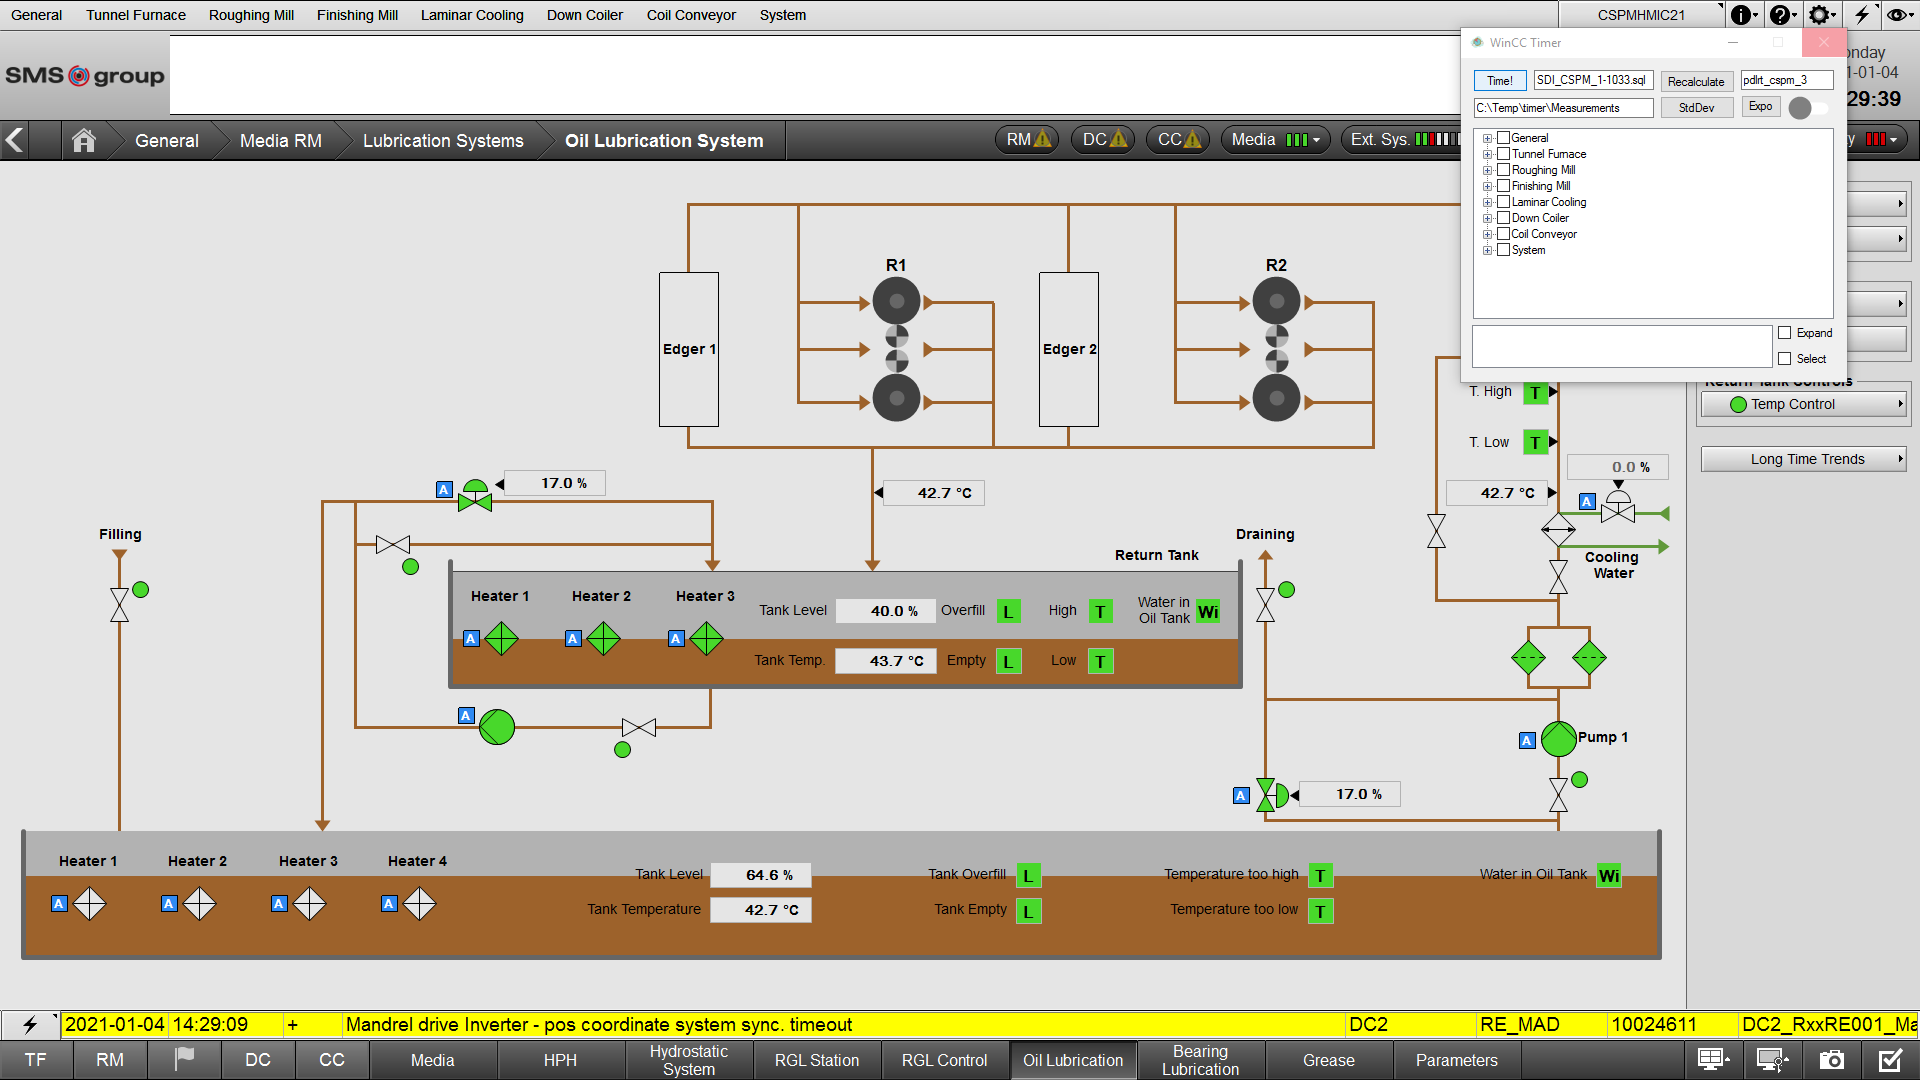 General Tunnel Furnace Roughing Mill Finishing Mill Laminar Cooling Down Coiler Coil Conveyor System CSPMHMIC21
SMS group
WinCC Timer
Time! SDI_CSPM_1-1033.sql Recalculate pdlrt_cspm_3
C:\Temp\timer\Measurements StdDev Expo
General
Tunnel Furnace
Roughing Mill
Finishing Mill
Laminar Cooling
Down Coiler
Coil Conveyor
System
Expand
Select
nday
-01-04
29:39
General Media RM Lubrication Systems Oil Lubrication System RM DC CC Media Ext. Sys. y
R1 R2
Edger 1 Edger 2
Return Tank Controls
T. High T
Temp Control
T. Low T
Long Time Trends
0.0 %
A 17.0 %
42.7 °C 42.7 °C A
Filling Draining
Return Tank
Cooling
Water
Heater 1 Heater 2 Heater 3
Tank Level 40.0 % Overfill L High T Water in
Oil Tank Wi
A A A
Tank Temp. 43.7 °C Empty L Low T
A
A Pump 1
A 17.0 %
Heater 1 Heater 2 Heater 3 Heater 4
Tank Level 64.6 % Tank Overfill L Temperature too high T Water in Oil Tank Wi
A A A A
Tank Temperature 42.7 °C Tank Empty L Temperature too low T
2021-01-04 14:29:09 + Mandrel drive Inverter - pos coordinate system sync. timeout DC2 RE_MAD 10024611 DC2_RxxRE001_Ma
TF RM DC CC Media HPH Hydrostatic
System RGL Station RGL Control Oil Lubrication Bearing
Lubrication Grease Parameters